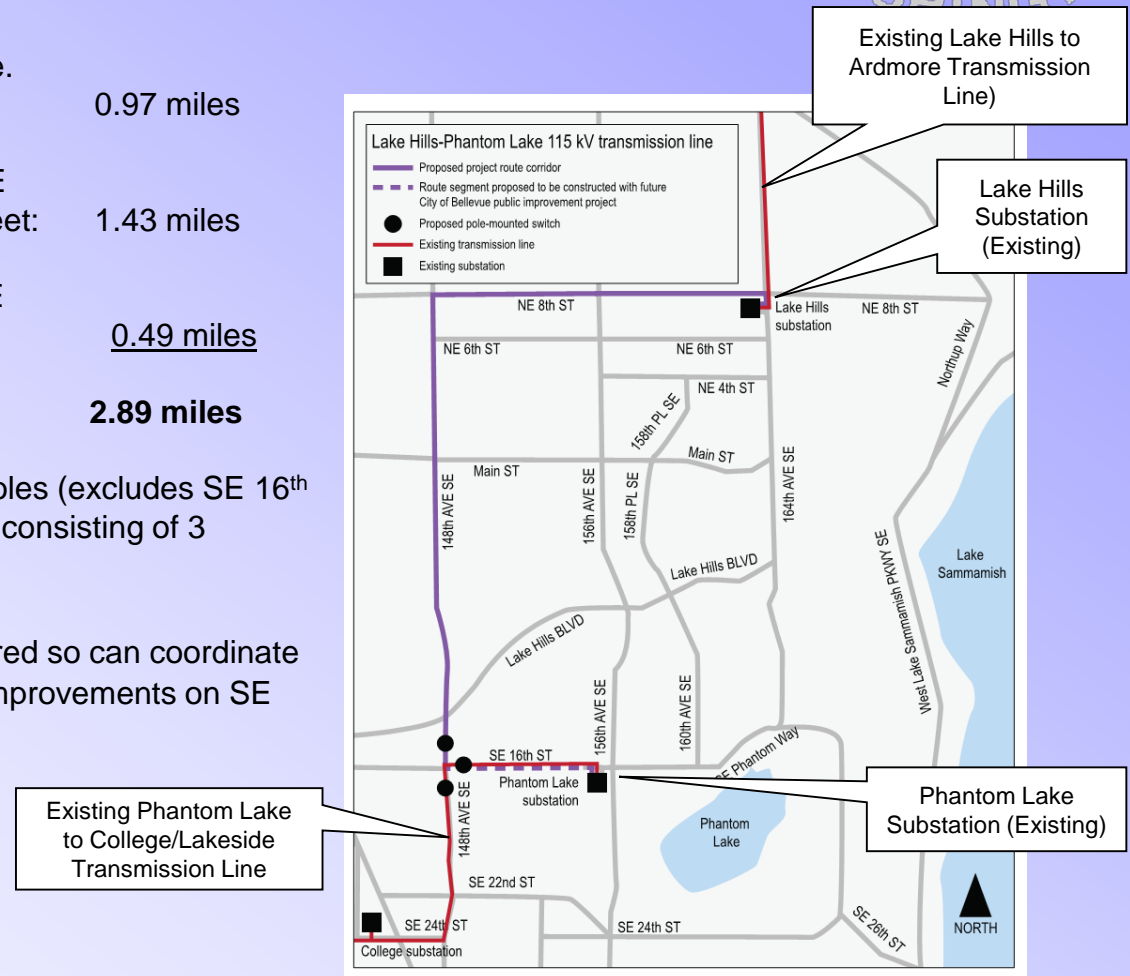 e.
0.97 miles
E
eet: 1.43 miles
E
0.49 miles
2.89 miles
oles (excludes SE 16th
consisting of 3
red so can coordinate
mprovements on SE
Existing Lake Hills to
Ardmore Transmission
Line)
Lake Hills
Substation
(Existing)
Lake Hills-Phantom Lake 115 kV transmission line
Proposed project route corridor
Route segment proposed to be constructed with future
City of Bellevue public improvement project
Proposed pole-mounted switch
Existing transmission line
Existing substation
NE 8th ST
Lake Hills
substation
NE 8th ST
NE 6th ST
NE 6th ST
Northup Way
NE 4th ST
158th PL SE
Main ST
Main ST
148th AVE SE
156th AVE SE
158th PL SE
164th AVE SE
Lake Hills BLVD
Lake
Sammamish
West Lake Sammamish PKWY SE
Lake Hills BLVD
156th AVE SE
160th AVE SE
SE 16th ST
SE Phantom Way
Phantom Lake
substation
148th AVE SE
Phantom
Lake
Existing Phantom Lake
to College/Lakeside
Transmission Line
Phantom Lake
Substation (Existing)
SE 22nd ST
SE 24th ST
SE 24th ST
SE 26th ST
College substation
NORTH